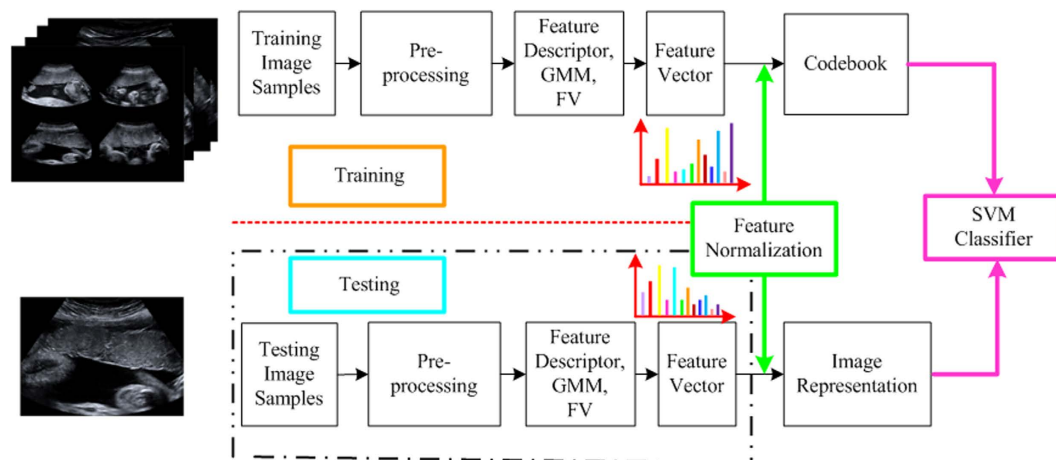 Training
Image
Samples
Pre-
processing
Feature
Descriptor,
GMM,
FV
Feature
Vector
Codebook
Training
Feature
Normalization
SVM
Classifier
Testing
Testing
Image
Samples
Pre-
processing
Feature
Descriptor,
GMM,
FV
Feature
Vector
Image
Representation